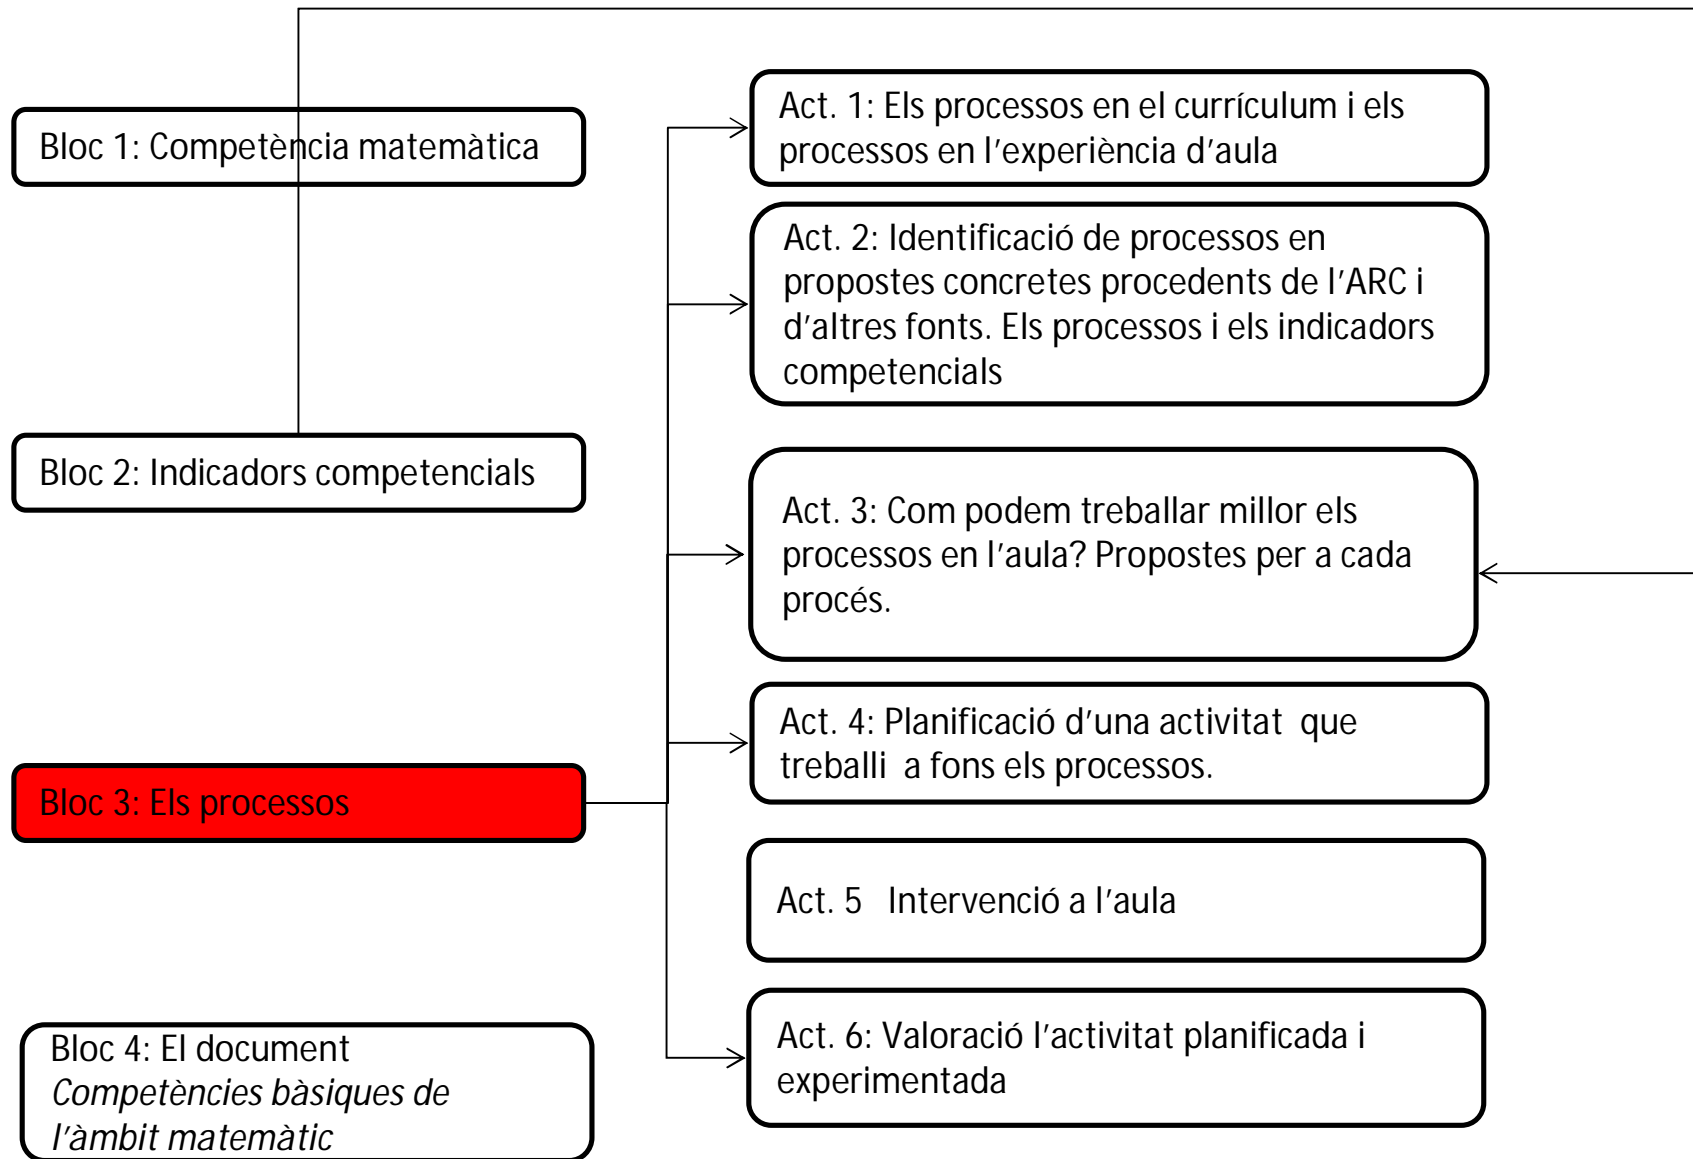 Bloc 1: Competència matemàtica
Bloc 2: Indicadors competencials
Bloc 3: Els processos
Bloc 4: El document
Competències bàsiques de
l’àmbit matemàtic
Act. 1: Els processos en el currículum i els
processos en l’experiència d’aula
Act. 2: Identificació de processos en
propostes concretes procedents de l’ARC i
d’altres fonts. Els processos i els indicadors
competencials
Act. 3: Com podem treballar millor els
processos en l’aula? Propostes per a cada
procés.
Act. 4: Planificació d’una activitat  que
treballi  a fons els processos.
Act. 5   Intervenció a l’aula
Act. 6: Valoració l’activitat planificada i
experimentada